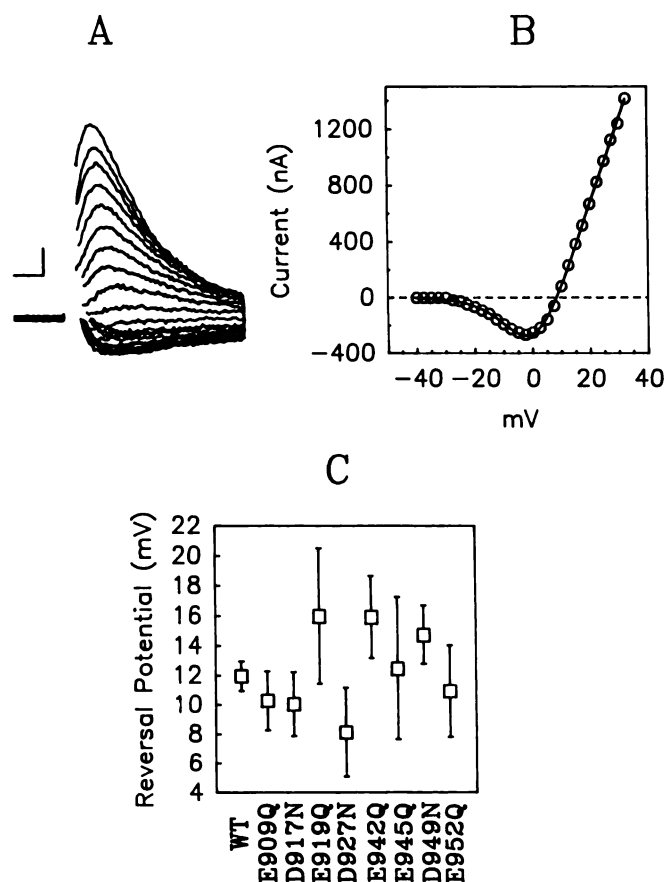 A
B
Current (nA)
1200
800
400
0
−400
−40
−20
0
20
40
mV
C
Reversal Potential (mV)
22
20
18
16
14
12
10
8
6
4
WT
E909Q
D917N
E919Q
D927N
E942Q
E945Q
D949N
E952Q